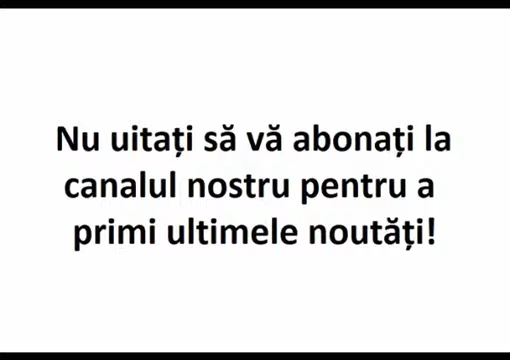 Nu uitați să vă abonați la
canalul nostru pentru a
primi ultimele noutăți!